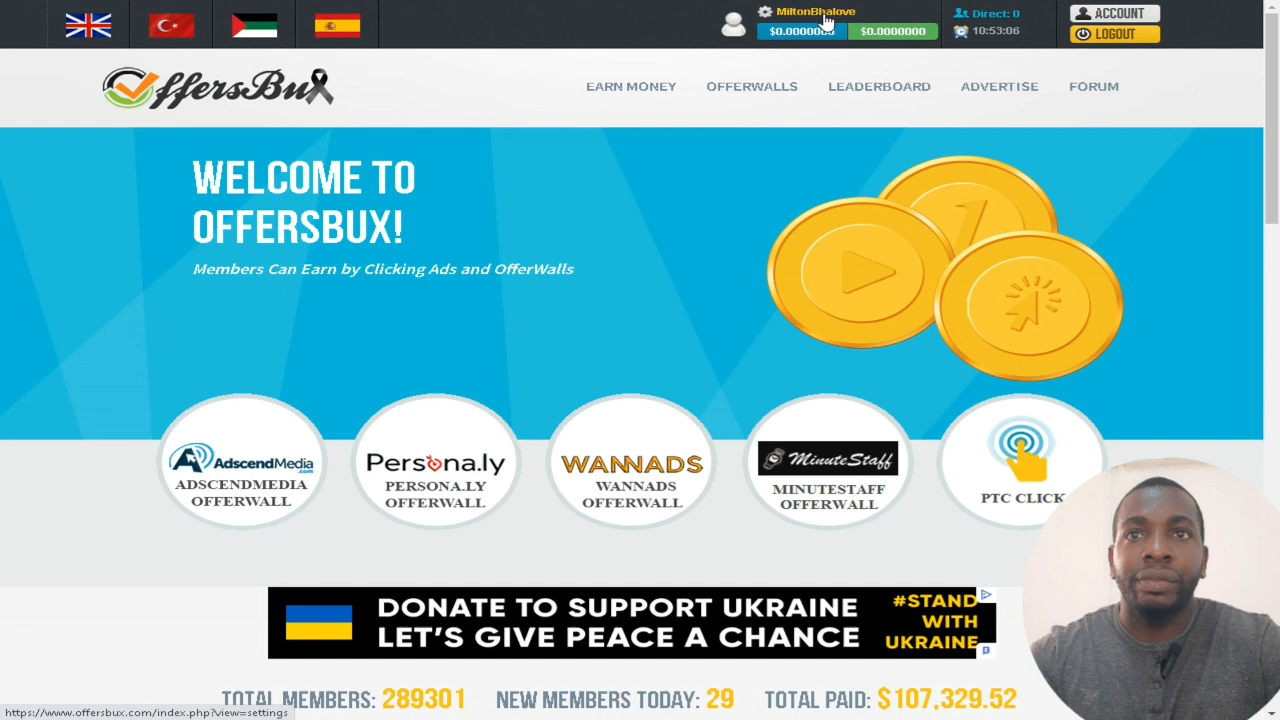 MiltonBhalove
$0.0000000
$0.0000000
Direct: 0
10:53:06
ACCOUNT
LOGOUT
OffersBux
EARN MONEY
OFFERWALLS
LEADERBOARD
ADVERTISE
FORUM
WELCOME TO
OFFERSBUX!
Members Can Earn by Clicking Ads and OfferWalls
AdscendMedia
.com
ADSCENDMEDIA
OFFERWALL
Persona.ly
PERSONA.LY
OFFERWALL
WANNADS
WANNADS
OFFERWALL
MinuteStaff
MINUTESTAFF
OFFERWALL
PTC CLICK
DONATE TO SUPPORT UKRAINE
LET'S GIVE PEACE A CHANCE
#STAND
WITH
UKRAINE
TOTAL MEMBERS: 289301
NEW MEMBERS TODAY: 29
TOTAL PAID: $107,329.52
https://www.offersbux.com/index.php?view=settings